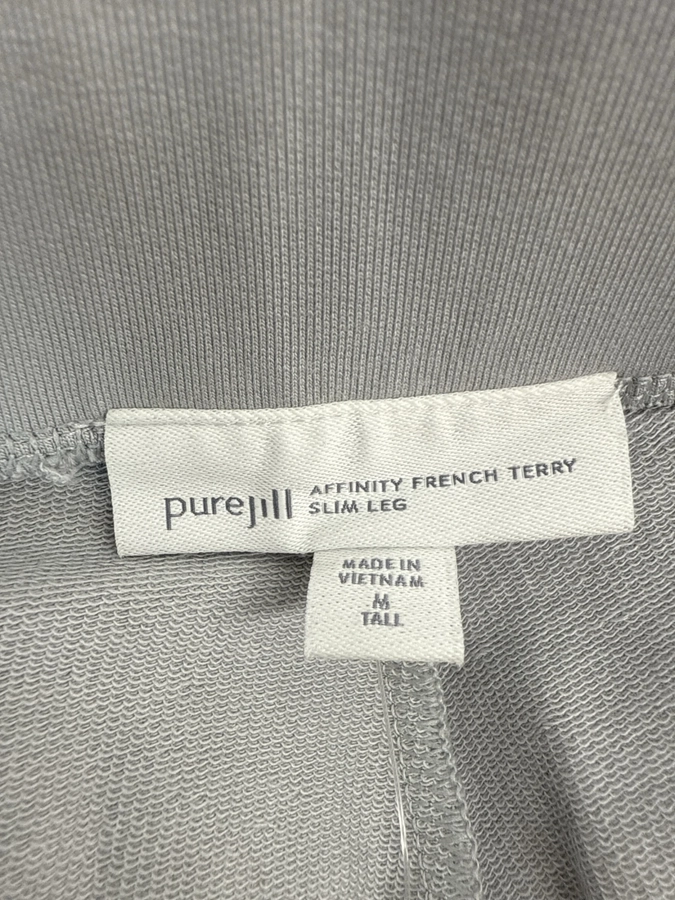 purejill AFFINITY FRENCH TERRY
SLIM LEG
MADE IN
VIETNAM
M
TALL